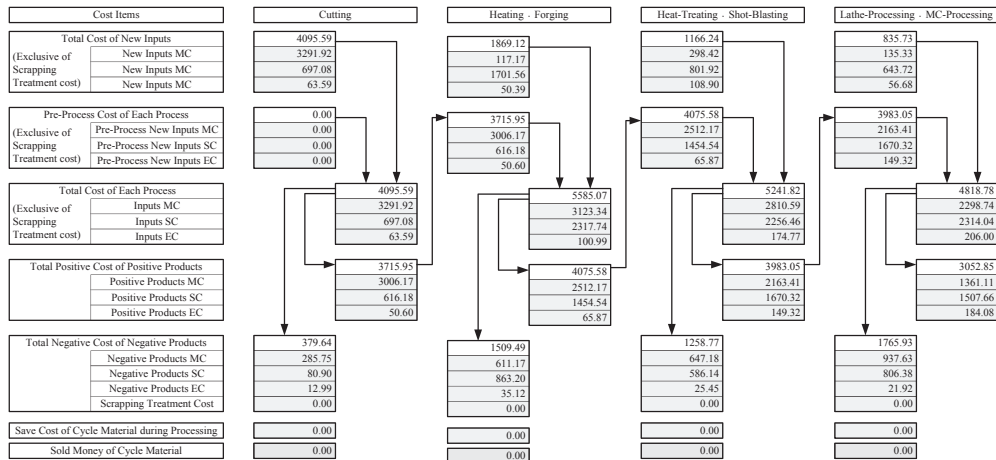 Cost Items
Cutting
Heating · Forging
Heat-Treating · Shot-Blasting
Lathe-Processing · MC-Processing
Total Cost of New Inputs
(Exclusive of
Scrapping
Treatment cost)
New Inputs MC
New Inputs MC
New Inputs MC
4095.59
3291.92
697.08
63.59
1869.12
117.17
1701.56
50.39
1166.24
298.42
801.92
108.90
835.73
135.33
643.72
56.68
Pre-Process Cost of Each Process
(Exclusive of
Scrapping
Treatment cost)
Pre-Process New Inputs MC
Pre-Process New Inputs SC
Pre-Process New Inputs EC
0.00
0.00
0.00
0.00
3715.95
3006.17
616.18
50.60
4075.58
2512.17
1454.54
65.87
3983.05
2163.41
1670.32
149.32
Total Cost of Each Process
(Exclusive of
Scrapping
Treatment cost)
Inputs MC
Inputs SC
Inputs EC
4095.59
3291.92
697.08
63.59
5585.07
3123.34
2317.74
100.99
5241.82
2810.59
2256.46
174.77
4818.78
2298.74
2314.04
206.00
Total Positive Cost of Positive Products
Positive Products MC
Positive Products SC
Positive Products EC
3715.95
3006.17
616.18
50.60
4075.58
2512.17
1454.54
65.87
3983.05
2163.41
1670.32
149.32
3052.85
1361.11
1507.66
184.08
Total Negative Cost of Negative Products
Negative Products MC
Negative Products SC
Negative Products EC
Scrapping Treatment Cost
379.64
285.75
80.90
12.99
0.00
1509.49
611.17
863.20
35.12
0.00
1258.77
647.18
586.14
25.45
0.00
1765.93
937.63
806.38
21.92
0.00
Save Cost of Cycle Material during Processing
0.00
0.00
0.00
0.00
Sold Money of Cycle Material
0.00
0.00
0.00
0.00